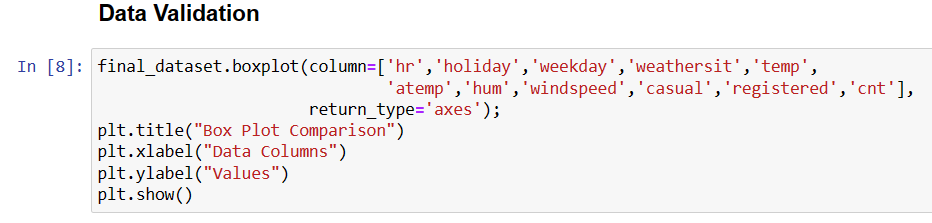 Data Validation
In [8]: final_dataset.boxplot(column=['hr','holiday','weekday','weathersit','temp',
'atemp','hum','windspeed','casual','registered','cnt'],
return_type='axes');
plt.title("Box Plot Comparison")
plt.xlabel("Data Columns")
plt.ylabel("Values")
plt.show()